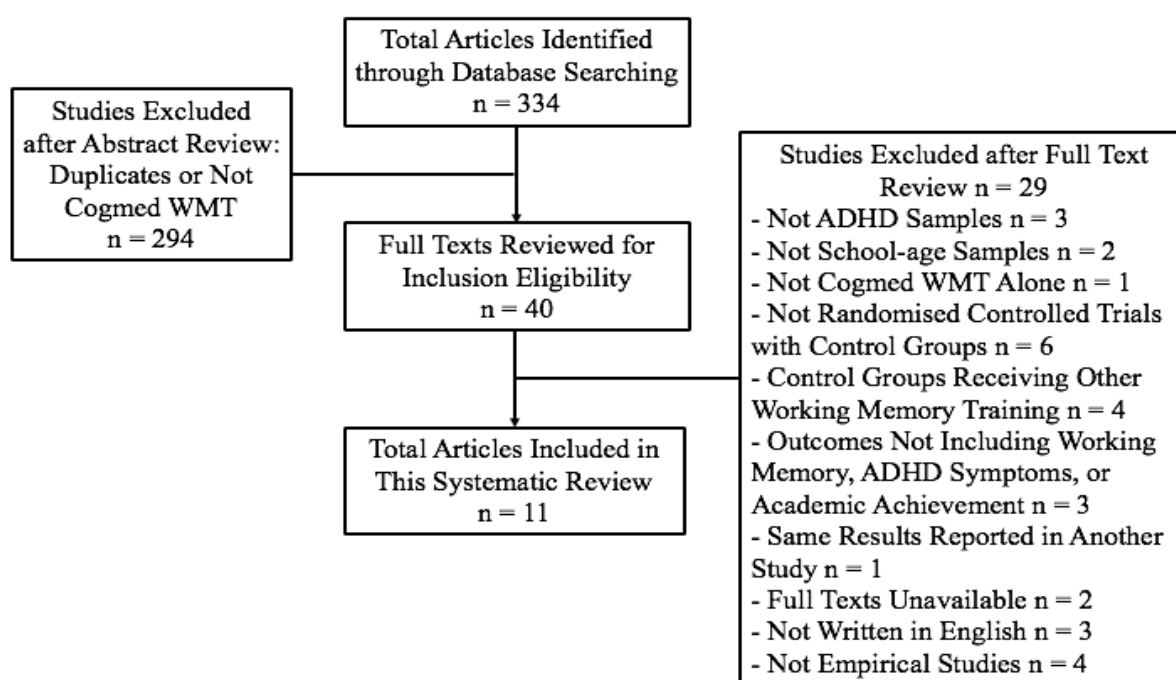 Total Articles Identified
through Database Searching
n = 334
Studies Excluded
after Abstract Review:
Duplicates or Not
Cogmed WMT
n = 294
Full Texts Reviewed for
Inclusion Eligibility
n = 40
Studies Excluded after Full Text
Review n = 29
- Not ADHD Samples n = 3
- Not School-age Samples n = 2
- Not Cogmed WMT Alone n = 1
- Not Randomised Controlled Trials
with Control Groups n = 6
- Control Groups Receiving Other
Working Memory Training n = 4
- Outcomes Not Including Working
Memory, ADHD Symptoms, or
Academic Achievement n = 3
- Same Results Reported in Another
Study n = 1
- Full Texts Unavailable n = 2
- Not Written in English n = 3
- Not Empirical Studies n = 4
Total Articles Included in
This Systematic Review
n = 11